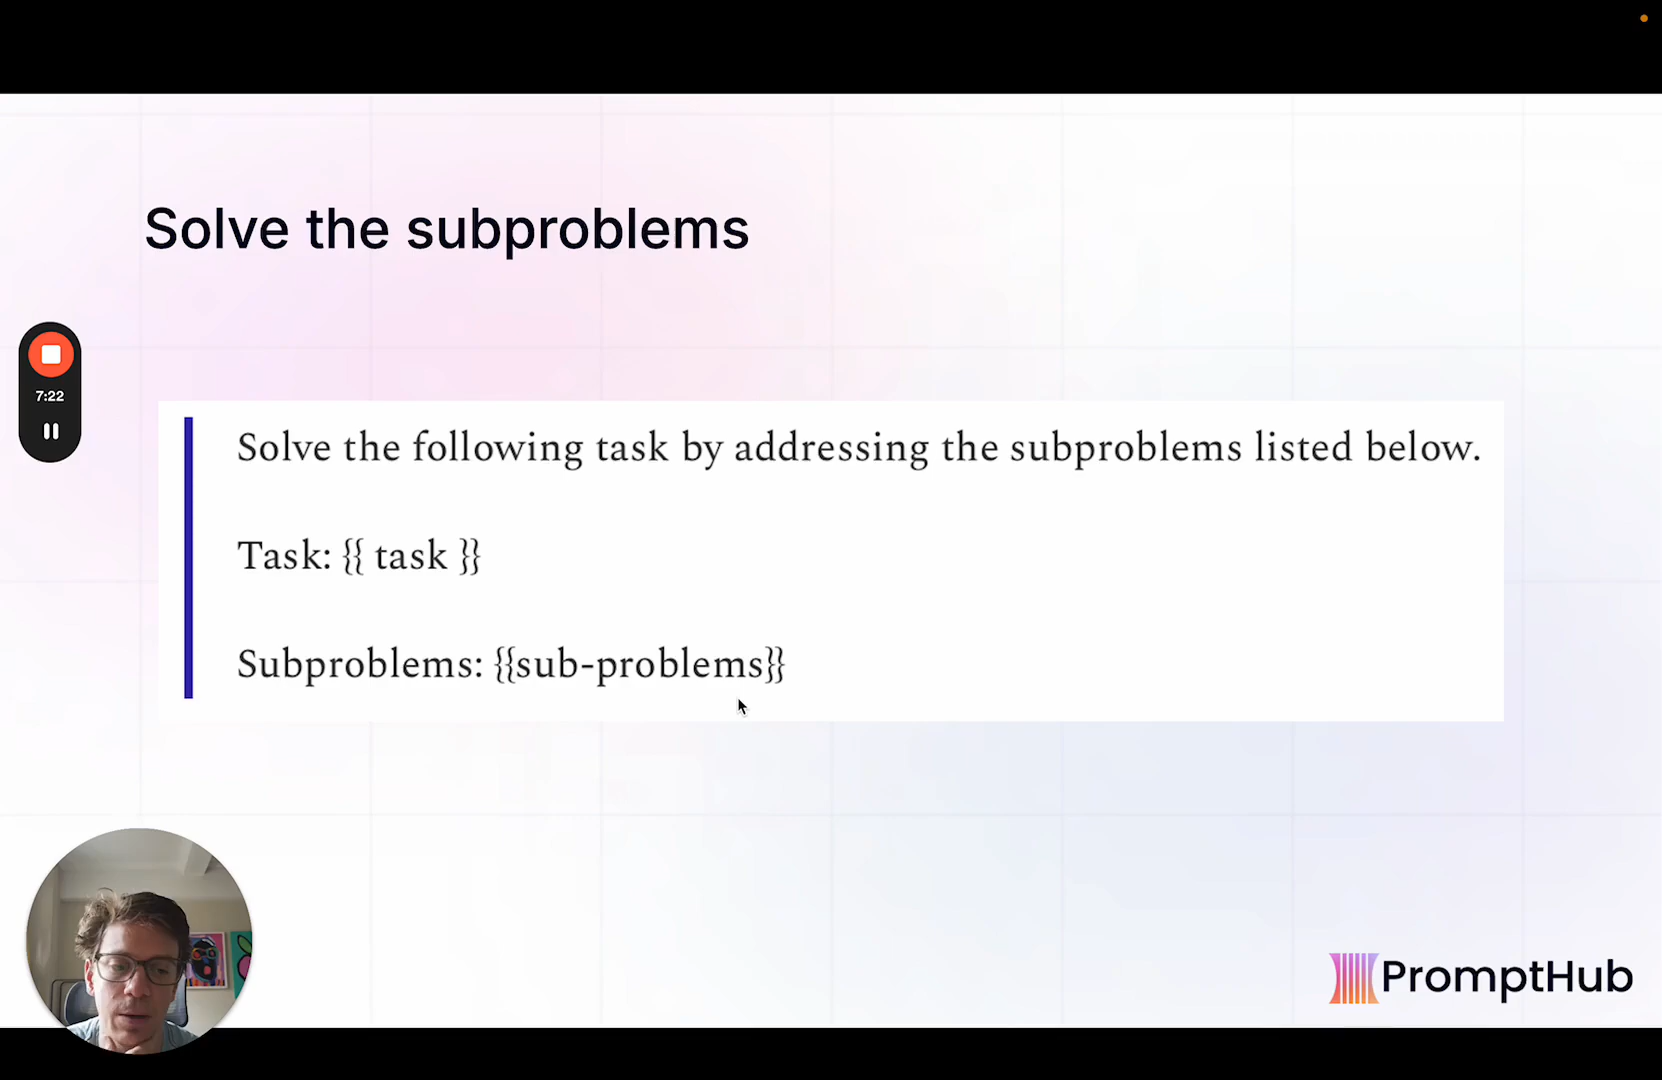 Solve the subproblems
7:22
Solve the following task by addressing the subproblems listed below.
Task: {{ task }}
Subproblems: {{sub-problems}}
PromptHub